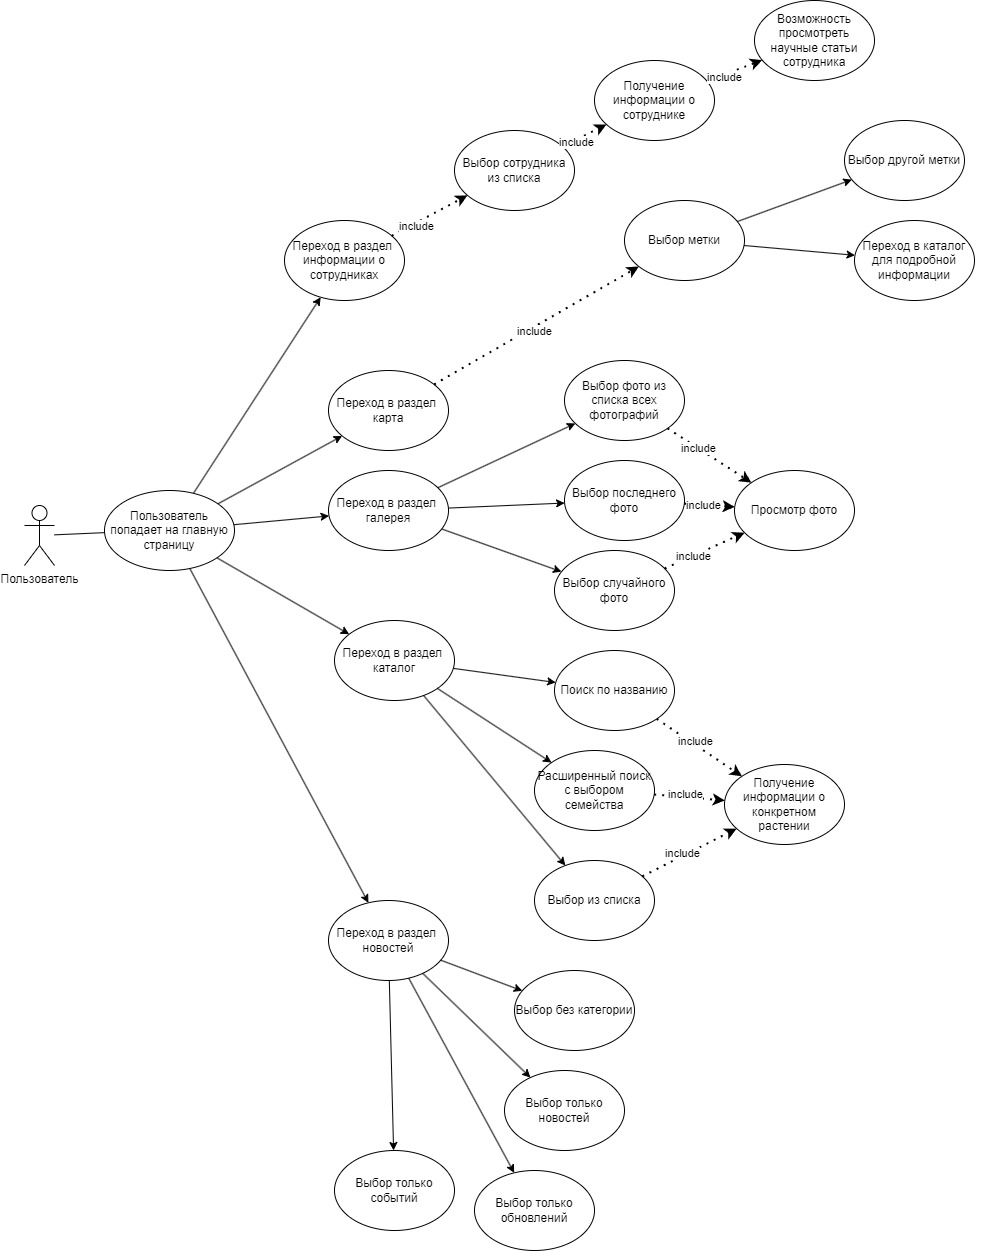 Возможность
просмотреть
научные статьи
сотрудника
include
Получение
информации о
сотруднике
include
Выбор сотрудника
из списка
include
Переход в раздел
информации о
сотрудниках
Выбор другой метки
Выбор метки
Переход в каталог
для подробной
информации
include
Переход в раздел
карта
Выбор фото из
списка всех
фотографий
include
Переход в раздел
галерея
Выбор последнего
фото
include
Просмотр фото
include
Выбор случайного
фото
Пользователь
попадает на главную
страницу
Пользователь
Переход в раздел
каталог
Поиск по названию
include
Расширенный поиск
с выбором
семейства
include
Получение
информации о
конкретном
растении
include
Выбор из списка
Переход в раздел
новостей
Выбор без категории
Выбор только
новостей
Выбор только
событий
Выбор только
обновлений